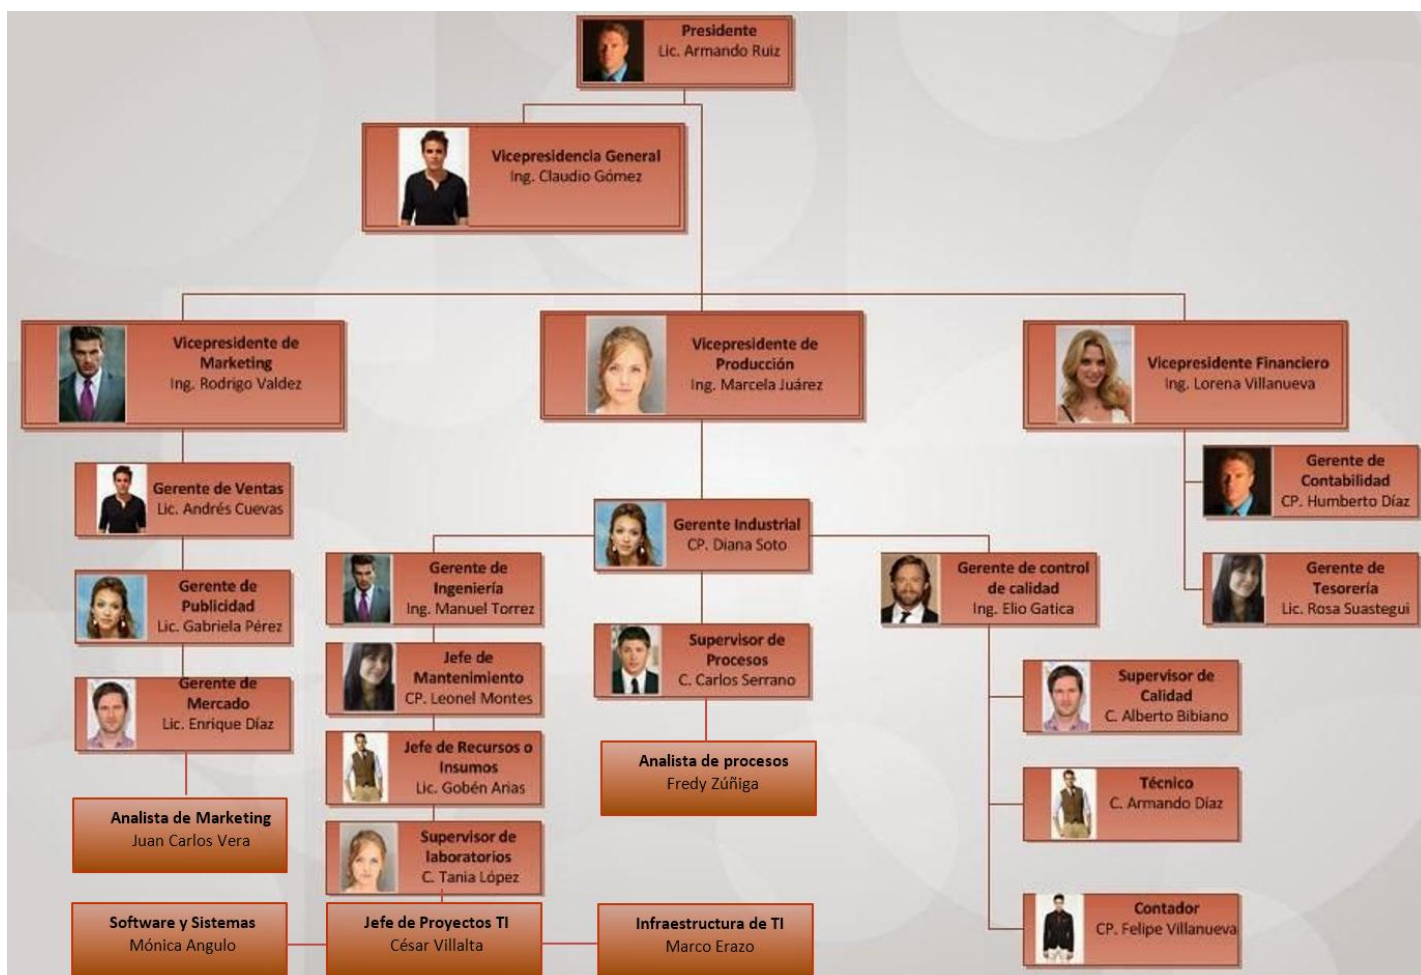 Presidente
Lic. Armando Ruiz
Vicepresidencia General
Ing. Claudio Gómez
Vicepresidente de
Marketing
Ing. Rodrigo Valdez
Vicepresidente de
Producción
Ing. Marcela Juárez
Vicepresidente Financiero
Ing. Lorena Villanueva
Gerente de Ventas
Lic. Andrés Cuevas
Gerente de
Publicidad
Lic. Gabriela Pérez
Gerente de
Mercado
Lic. Enrique Díaz
Analista de Marketing
Juan Carlos Vera
Gerente Industrial
CP. Diana Soto
Gerente de
Ingeniería
Ing. Manuel Torrez
Jefe de
Mantenimiento
CP. Leonel Montes
Jefe de Recursos o
Insumos
Lic. Gobén Arias
Supervisor de
laboratorios
C. Tania López
Software y Sistemas
Mónica Angulo
Jefe de Proyectos TI
César Villalta
Infraestructura de TI
Marco Erazo
Supervisor de
Procesos
C. Carlos Serrano
Analista de procesos
Fredy Zúñiga
Gerente de control
de calidad
Ing. Elio Gatica
Supervisor de
Calidad
C. Alberto Bibiano
Técnico
C. Armando Díaz
Contador
CP. Felipe Villanueva
Gerente de
Contabilidad
CP. Humberto Díaz
Gerente de
Tesorería
Lic. Rosa Suastegui